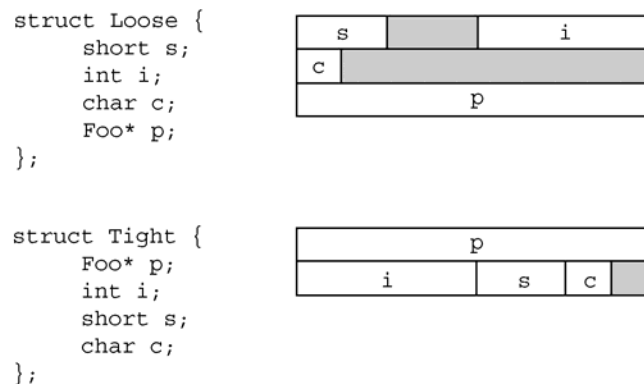 struct Loose {
short s;
int i;
char c;
Foo* p;
};
s i
c
p
struct Tight {
Foo* p;
int i;
short s;
char c;
};
p
i s c